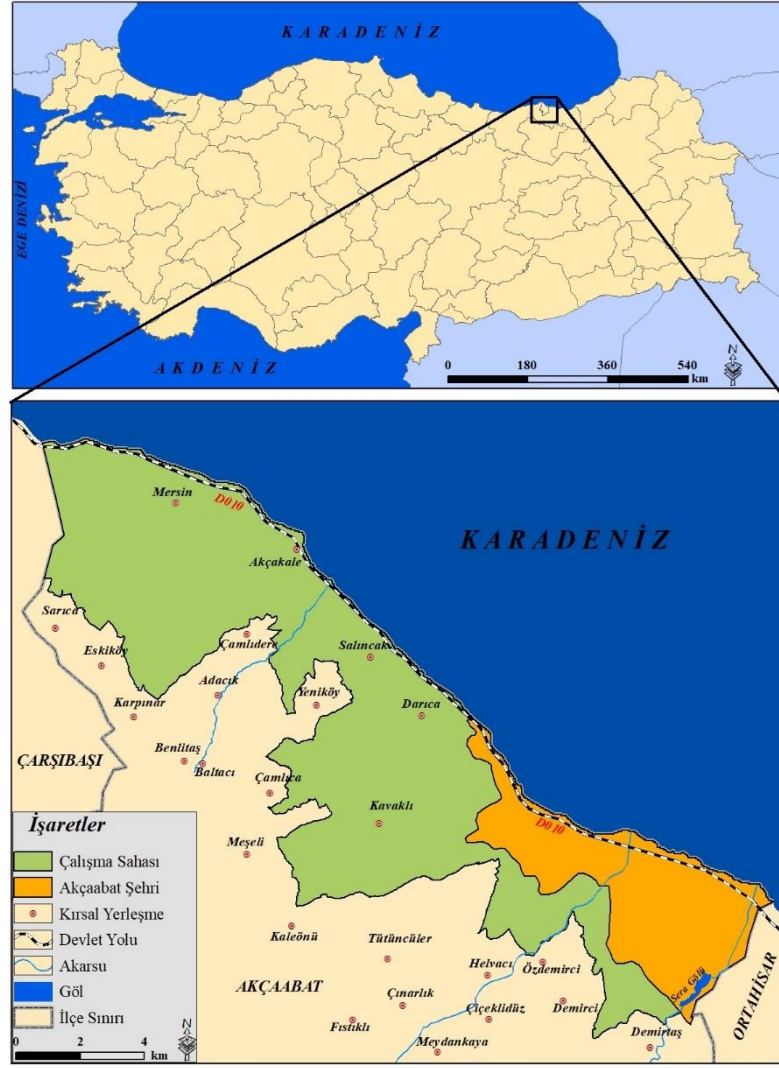 KARADENİZ
EGE DENİZİ
AKDENİZ
N
0 180 360 540
km
KARADENİZ
D010
Mersin
Akçakale
Sarıca
Eskiköy
Çamlıdere
Salıncak
Adacık
Yeniköy
Karpınar
Darıca
ÇARŞIBAŞI
Benlitaş
Baltacı
Çamlıca
Kavaklı
D010
Meşeli
Kaleönü
Tütüncüler
AKÇAABAT
Helvacı
Özdemirci
Sera Gölü
ORTAHİSAR
Çınarlık
Fıstıklı
Çiçeklidüz
Demirci
Meydankaya
Demirtaş
İşaretler
Çalışma Sahası
Akçaabat Şehri
Kırsal Yerleşme
Devlet Yolu
Akarsu
Göl
İlçe Sınırı
N
0 2 4
km